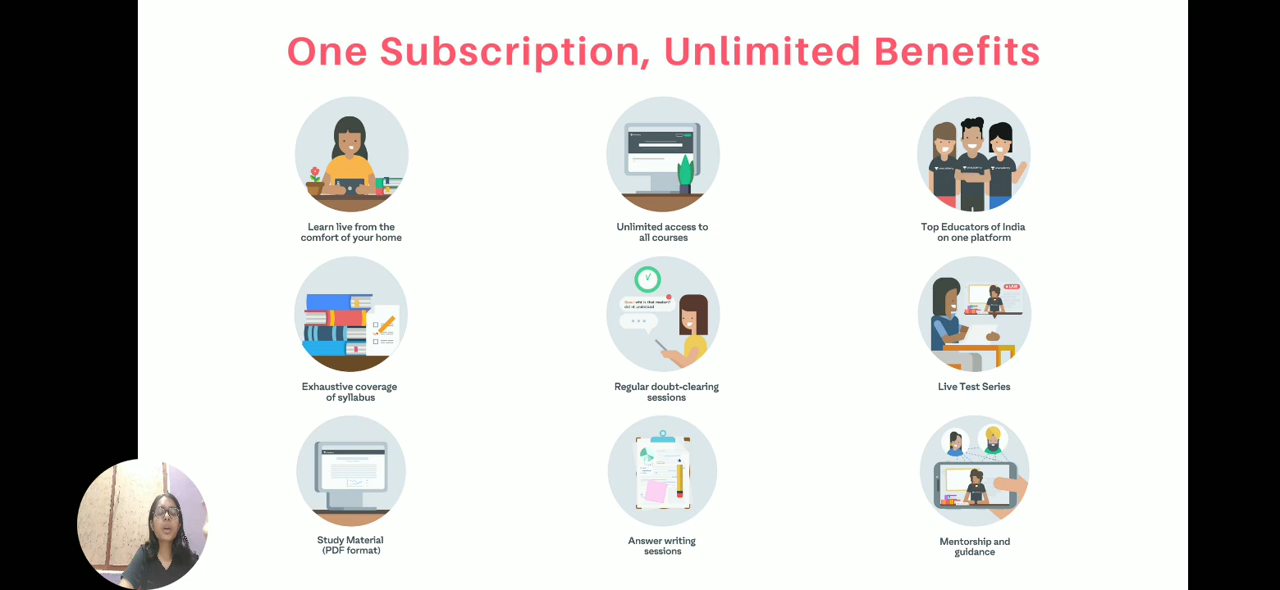 One Subscription, Unlimited Benefits
Learn live from the
comfort of your home
Unlimited access to
all courses
Top Educators of India
on one platform
Exhaustive coverage
of syllabus
Regular doubt-clearing
sessions
LIVE
Live Test Series
Study Material
(PDF format)
Answer writing
sessions
Mentorship and
guidance